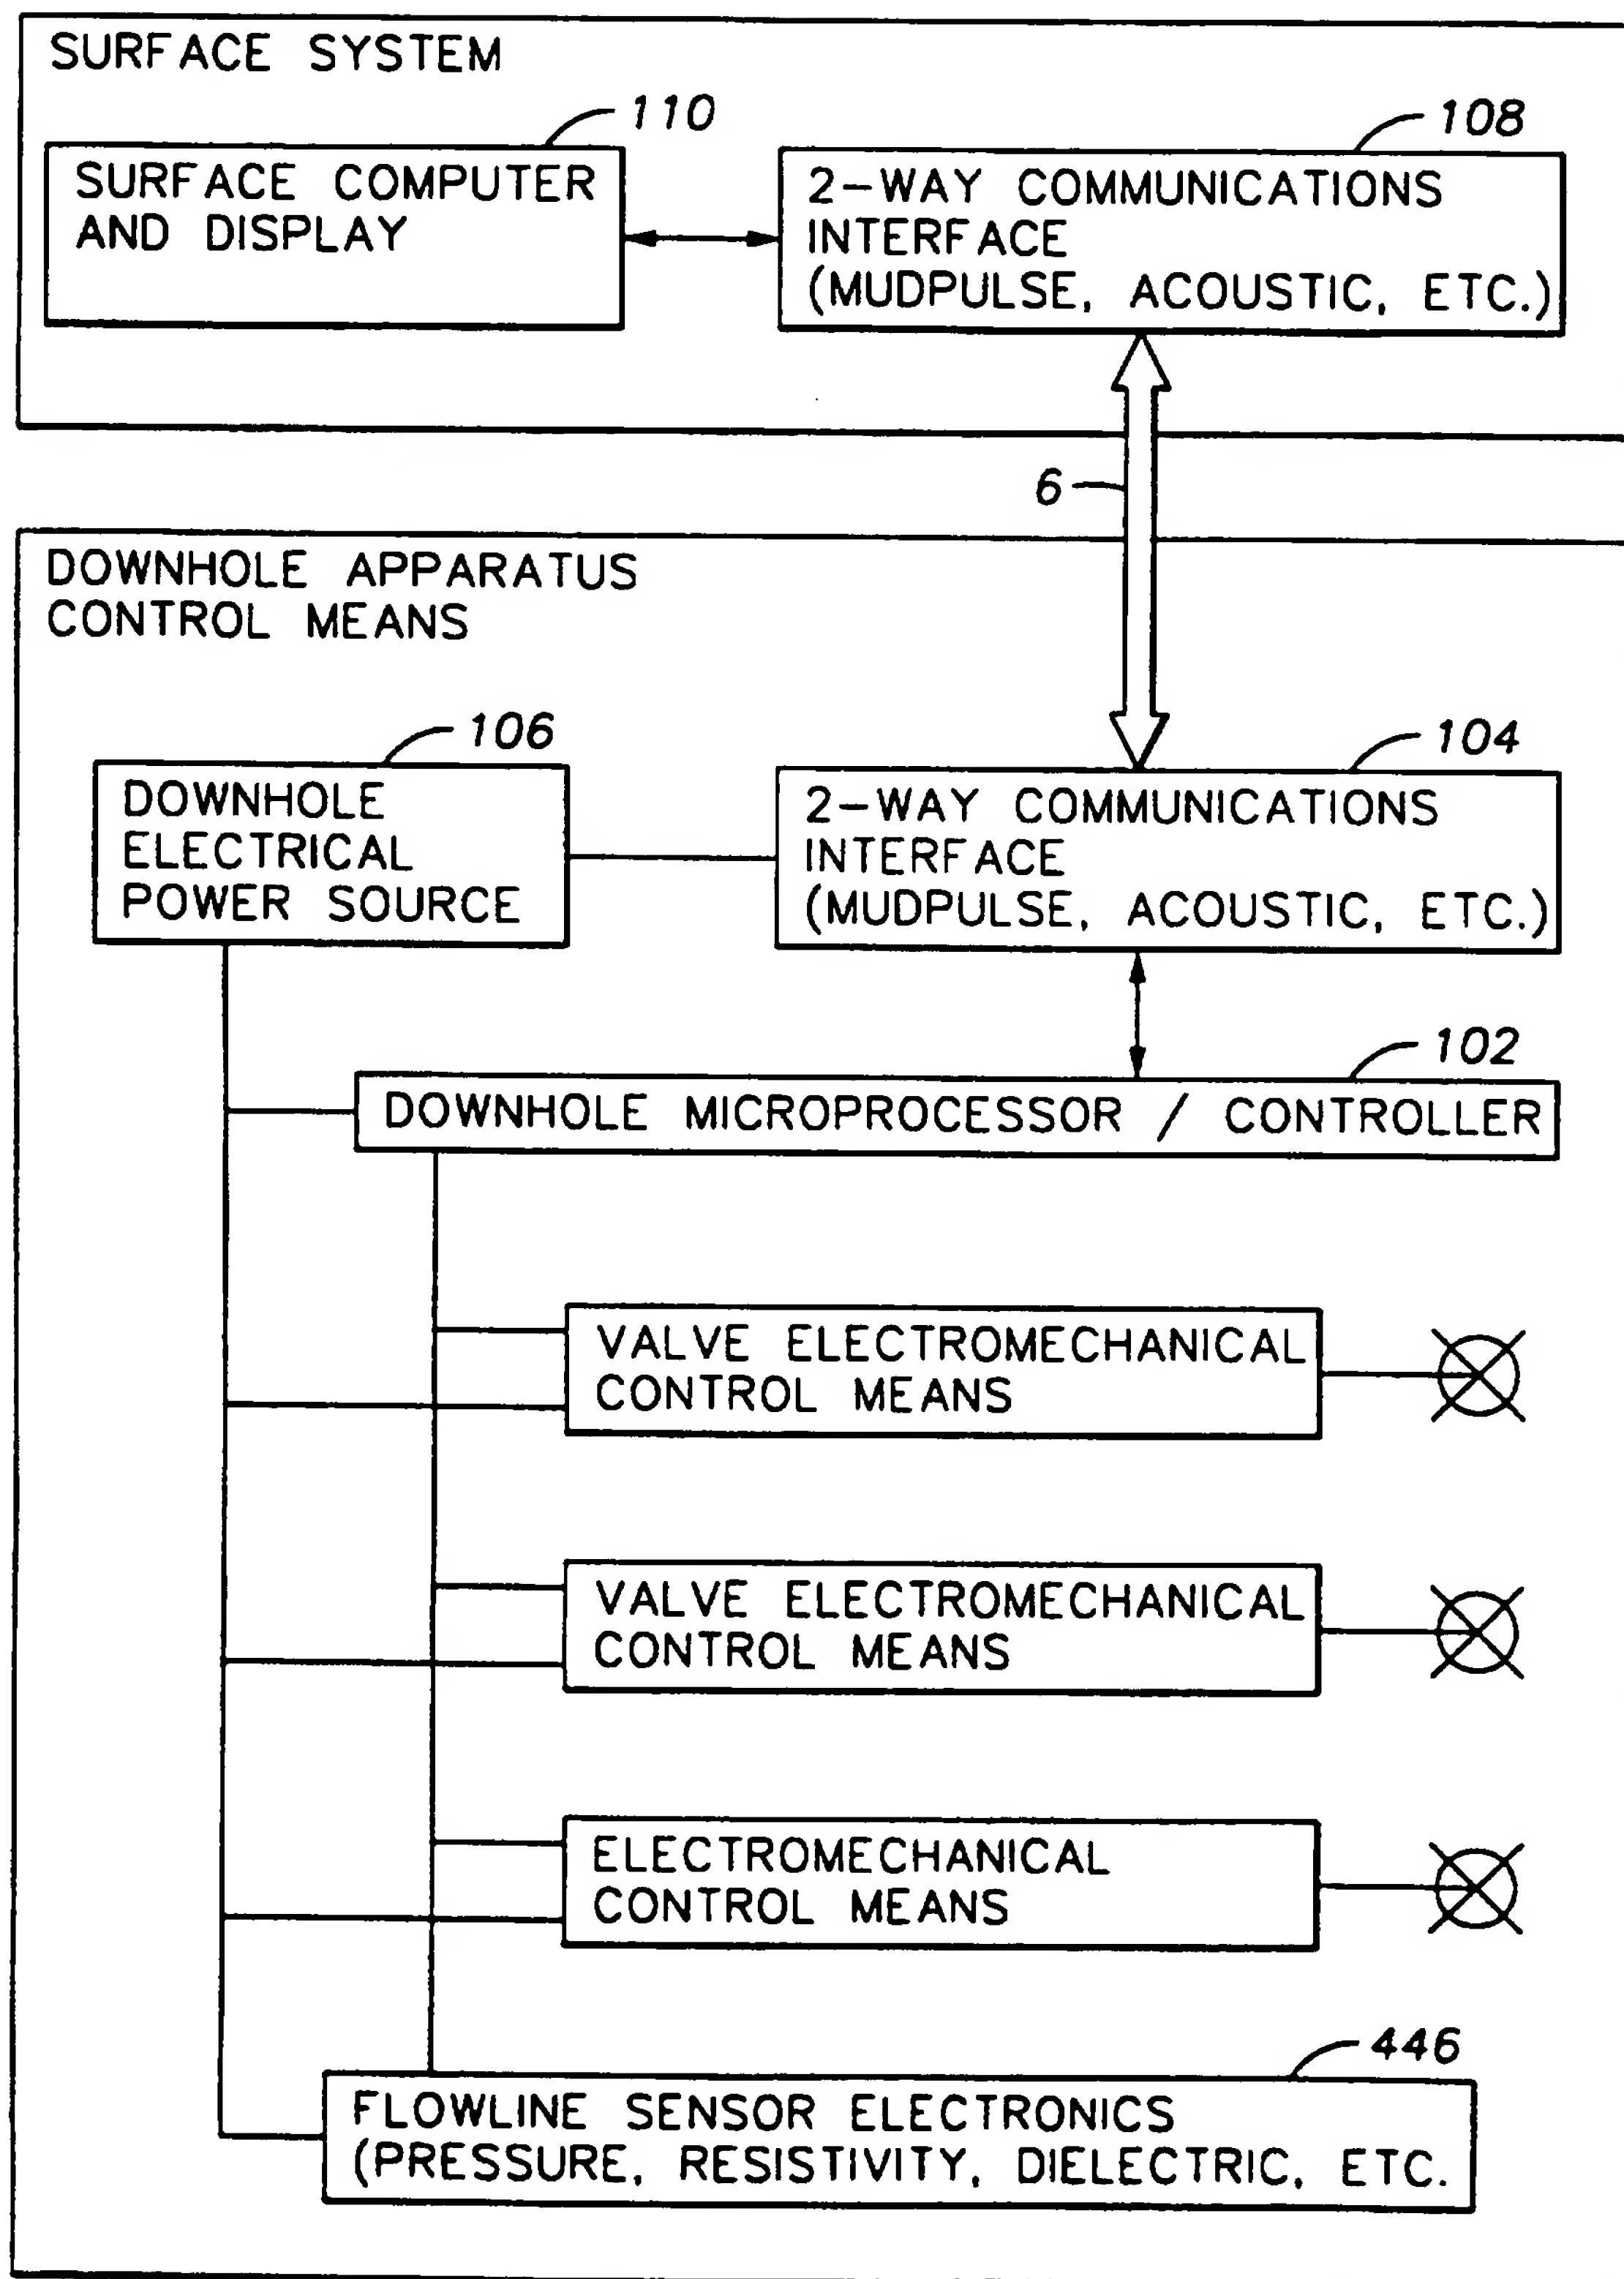 SURFACE SYSTEM
110
108
SURFACE COMPUTER
AND DISPLAY
2-WAY COMMUNICATIONS
INTERFACE
(MUDPULSE, ACOUSTIC, ETC.)
6
DOWNHOLE APPARATUS
CONTROL MEANS
106
104
DOWNHOLE
ELECTRICAL
POWER SOURCE
2-WAY COMMUNICATIONS
INTERFACE
(MUDPULSE, ACOUSTIC, ETC.)
102
DOWNHOLE MICROPROCESSOR / CONTROLLER
VALVE ELECTROMECHANICAL
CONTROL MEANS
VALVE ELECTROMECHANICAL
CONTROL MEANS
ELECTROMECHANICAL
CONTROL MEANS
446
FLOWLINE SENSOR ELECTRONICS
(PRESSURE, RESISTIVITY, DIELECTRIC, ETC.